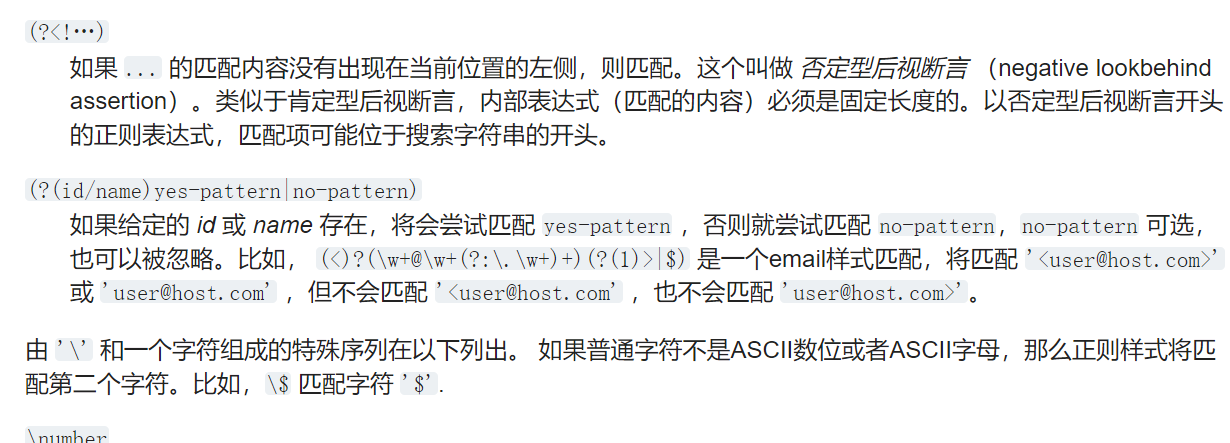 (?<!…)
如果 ... 的匹配内容没有出现在当前位置的左侧，则匹配。这个叫做 否定型后视断言 （negative lookbehind
assertion）。类似于肯定型后视断言，内部表达式（匹配的内容）必须是固定长度的。以否定型后视断言开头
的正则表达式，匹配项可能位于搜索字符串的开头。
(?(id/name)yes-pattern|no-pattern)
如果给定的 id 或 name 存在，将会尝试匹配 yes-pattern ，否则就尝试匹配 no-pattern，no-pattern 可选，
也可以被忽略。比如， (<)?(\w+@\w+(?:\.\w+)+)(?(1)>|$) 是一个email样式匹配，将匹配 '<user@host.com>'
或 'user@host.com' ，但不会匹配 '<user@host.com' ，也不会匹配 'user@host.com>'。
由 '\' 和一个字符组成的特殊序列在以下列出。 如果普通字符不是ASCII数位或者ASCII字母，那么正则样式将匹
配第二个字符。比如，\$ 匹配字符 '$'.
\number